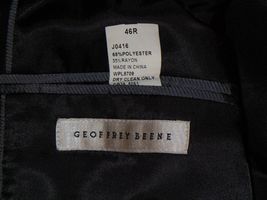 46R
J0416
65%POLYESTER
35%RAYON
MADE IN CHINA
WPL8709
DRY CLEAN ONLY
GEOFFREY BEENE